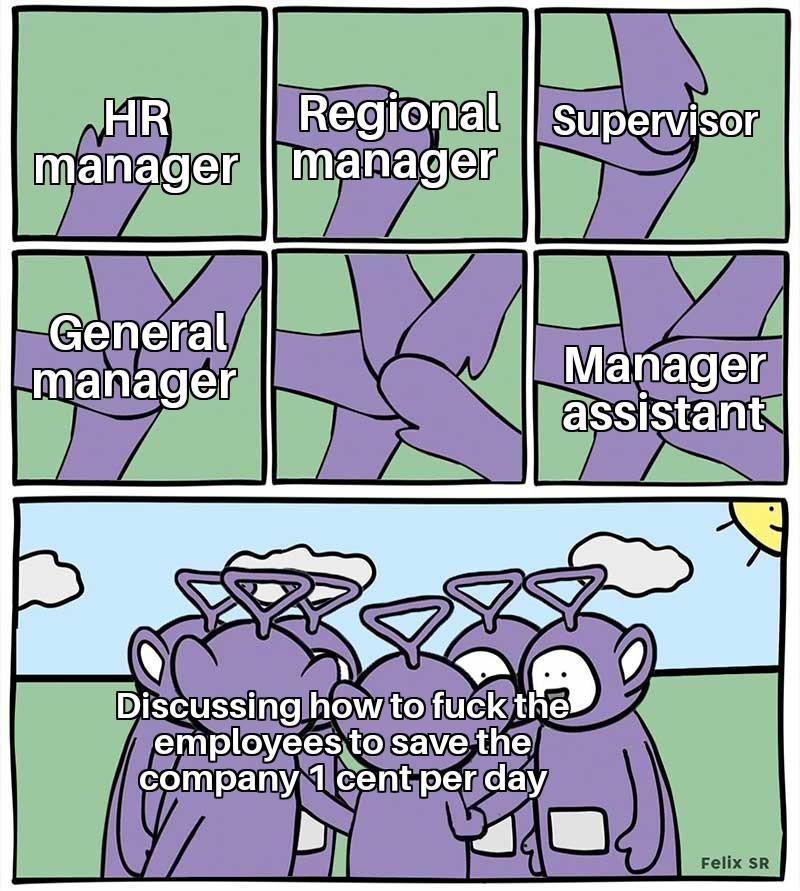 HR
manager
Regional
manager
Supervisor
General
manager
Manager
assistant
Discussing how to fuck the
employees to save the
company 1 cent per day
Felix SR